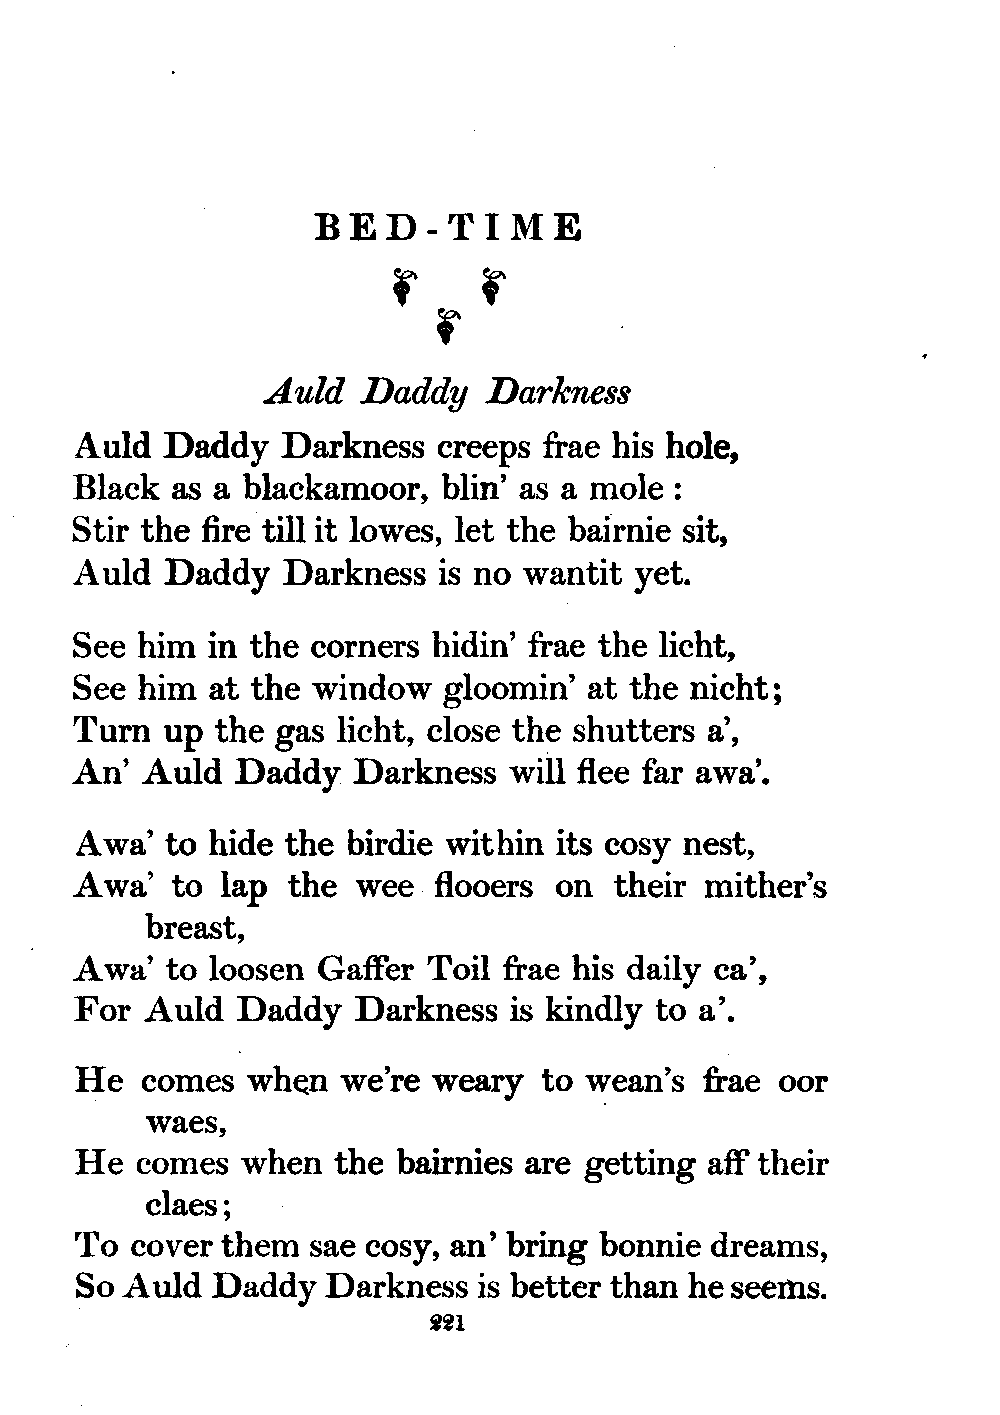 BED-TIME
Auld Daddy Darkness
Auld Daddy Darkness creeps frae his hole,
Black as a blackamoor, blin' as a mole :
Stir the fire till it lowes, let the bairnie sit,
Auld Daddy Darkness is no wantit yet.
See him in the corners hidin' frae the licht,
See him at the window gloomin' at the nicht;
Turn up the gas licht, close the shutters a',
An' Auld Daddy Darkness will flee far awa'.
Awa' to hide the birdie within its cosy nest,
Awa' to lap the wee flooers on their mither's
breast,
Awa' to loosen Gaffer Toil frae his daily ca',
For Auld Daddy Darkness is kindly to a'.
He comes when we're weary to wean's frae oor
waes,
He comes when the bairnies are getting aff their
claes;
To cover them sae cosy, an' bring bonnie dreams,
So Auld Daddy Darkness is better than he seems.
221